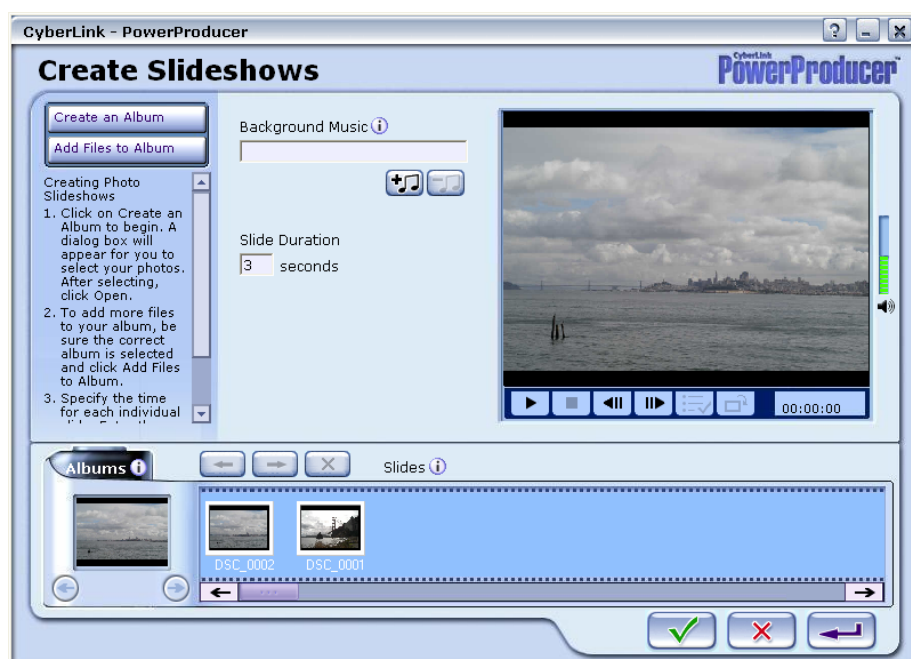 CyberLink - PowerProducer
Create Slideshows
CyberLink
PowerProducer
Create an Album
Add Files to Album
Creating Photo
Slideshows
1. Click on Create an
Album to begin. A
dialog box will
appear for you to
select your photos.
After selecting,
click Open.
2. To add more files
to your album, be
sure the correct
album is selected
and click Add Files
to Album.
3. Specify the time
for each individual
Background Music
Slide Duration
3 seconds
00:00:00
Albums
Slides
DSC_0002
DSC_0001